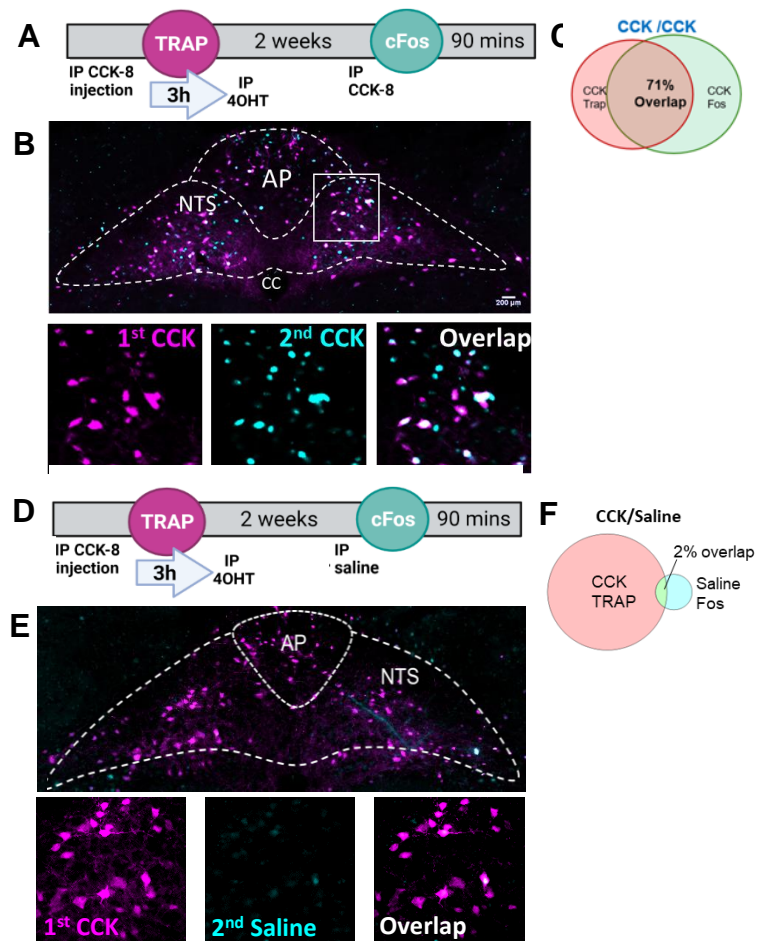 A
TRAP
2 weeks
cFos
90 mins
IP CCK-8
injection
3h
IP
4OHT
IP
CCK-8
C
CCK /CCK
CCK
Trap
71%
Overlap
CCK
Fos
B
AP
NTS
CC
200 µm
1st CCK
2nd CCK
Overlap
D
TRAP
2 weeks
cFos
90 mins
IP CCK-8
injection
3h
IP
4OHT
IP
saline
F
CCK/Saline
2% overlap
CCK
TRAP
Saline
Fos
E
AP
NTS
1st CCK
2nd Saline
Overlap